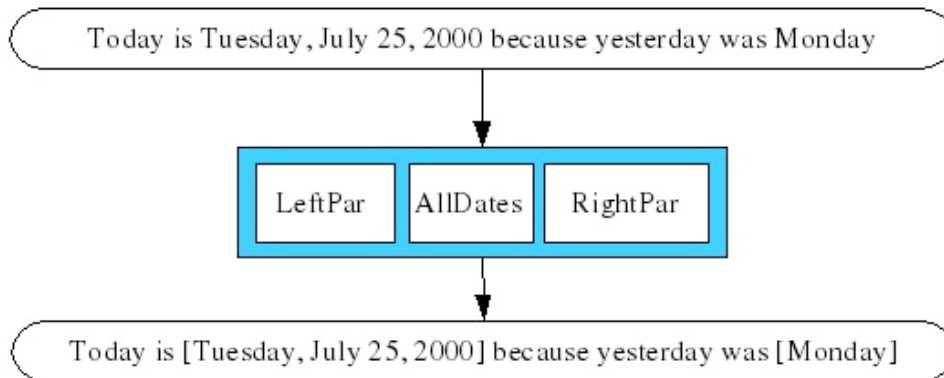 Today is Tuesday, July 25, 2000 because yesterday was Monday
LeftPar AllDates RightPar
Today is [Tuesday, July 25, 2000] because yesterday was [Monday]